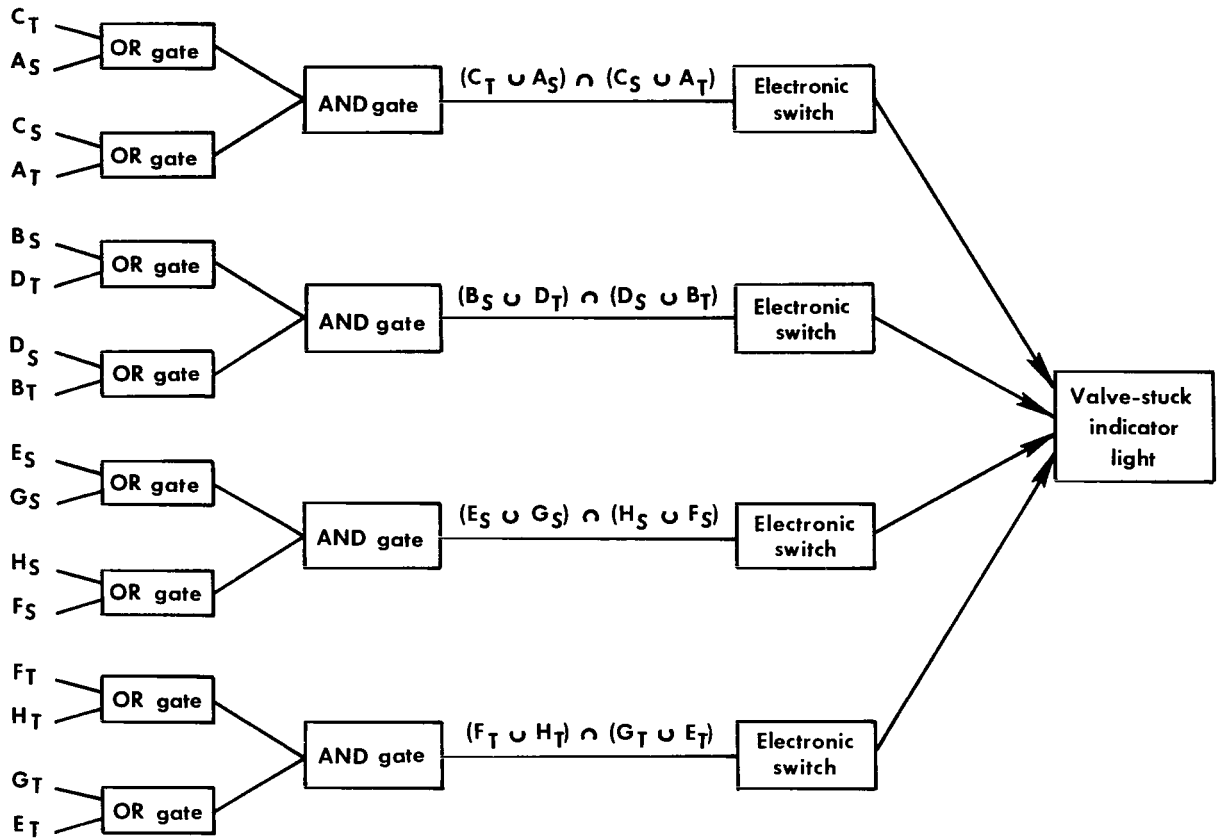 C_T
A_S
OR gate
C_S
A_T
OR gate
AND gate
(C_T ∪ A_S) ∩ (C_S ∪ A_T)
Electronic
switch
B_S
D_T
OR gate
D_S
B_T
OR gate
AND gate
(B_S ∪ D_T) ∩ (D_S ∪ B_T)
Electronic
switch
E_S
G_S
OR gate
H_S
F_S
OR gate
AND gate
(E_S ∪ G_S) ∩ (H_S ∪ F_S)
Electronic
switch
F_T
H_T
OR gate
G_T
E_T
OR gate
AND gate
(F_T ∪ H_T) ∩ (G_T ∪ E_T)
Electronic
switch
Valve-stuck
indicator
light